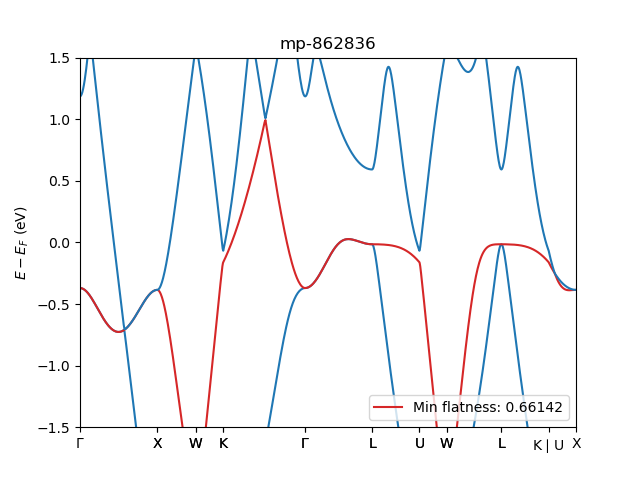 mp-862836
E − E_F (eV)
1.5
1.0
0.5
0.0
−0.5
−1.0
−1.5
Min flatness: 0.66142
Γ X W K Γ L U W L K | U X